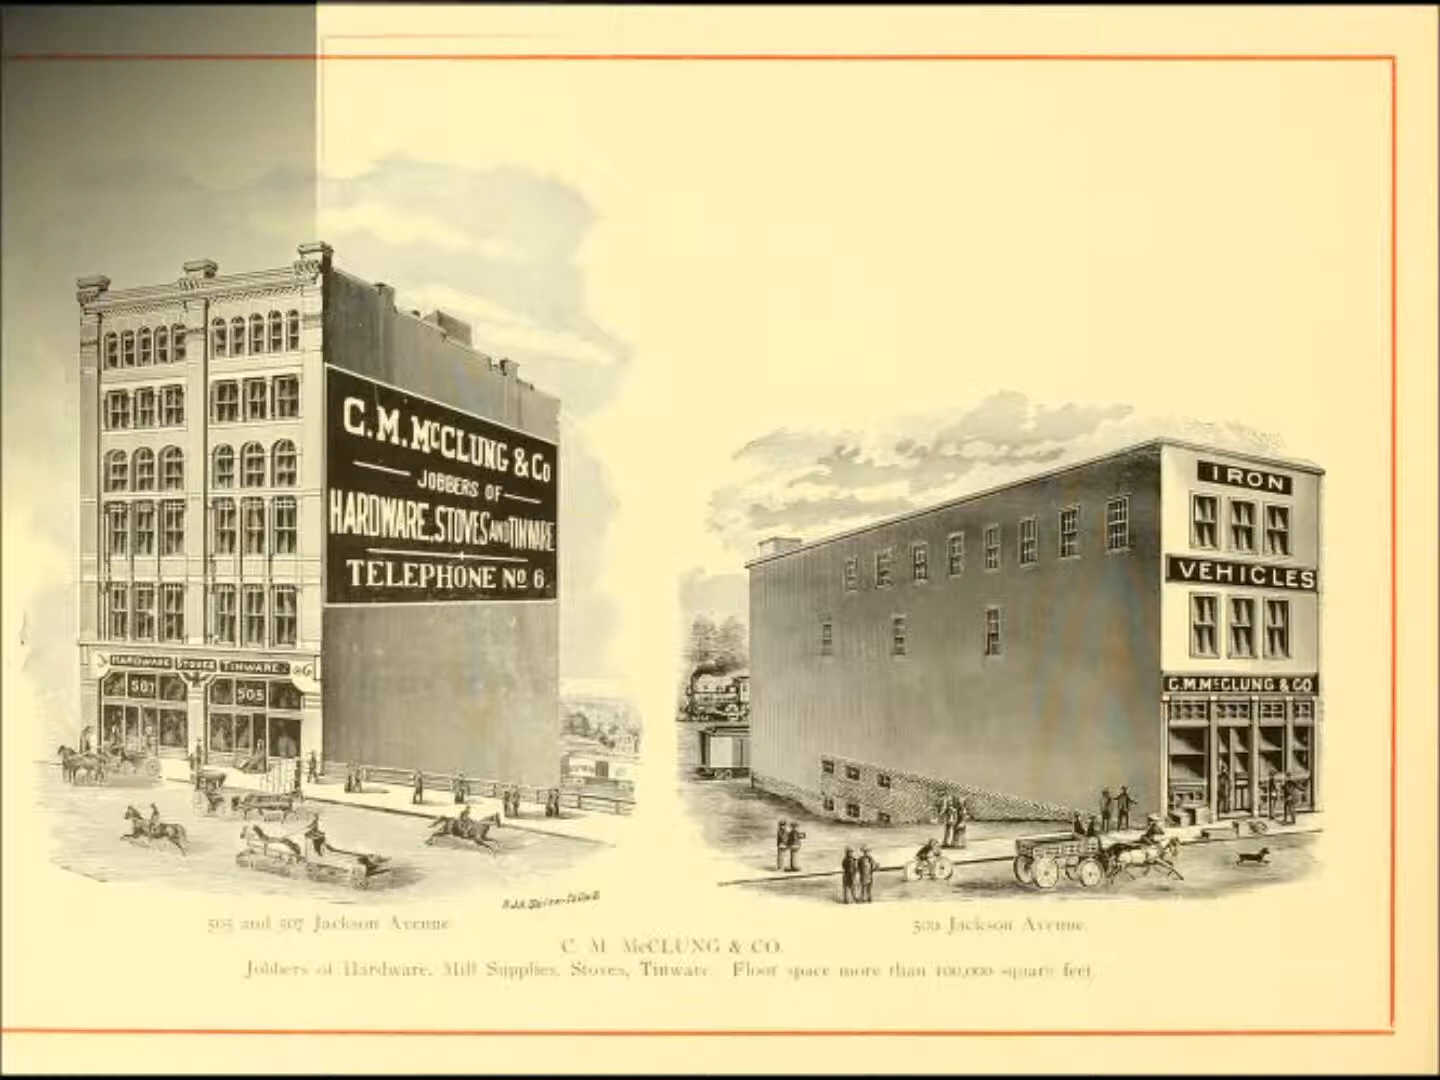 C. M. McCLUNG & Co
JOBBERS OF
HARDWARE. STOVES AND TINWARE
TELEPHONE No 6.
HARDWARE STOVES TINWARE
507
505
IRON
VEHICLES
C. M. McCLUNG & CO
505 and 507 Jackson Avenue.
500 Jackson Avenue.
C. M. McCLUNG & CO.
Jobbers of Hardware, Mill Supplies, Stoves, Tinware. Floor space more than 100,000 square feet.